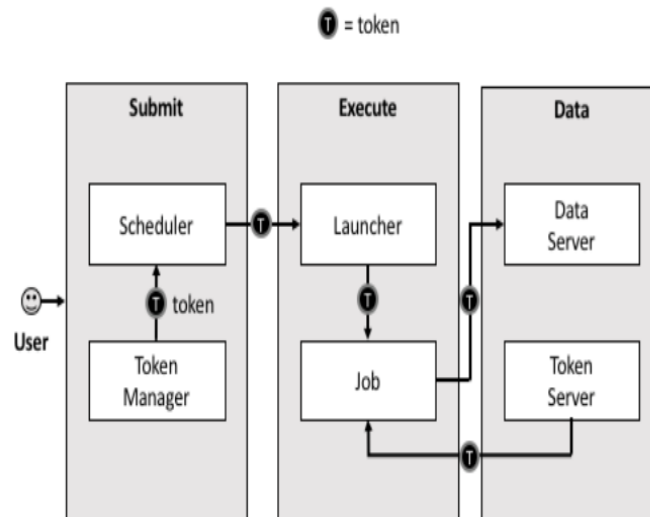 T = token
Submit
Execute
Data
Scheduler
T
Launcher
Data
Server
T token
T
T
User
Token
Manager
Job
Token
Server
T